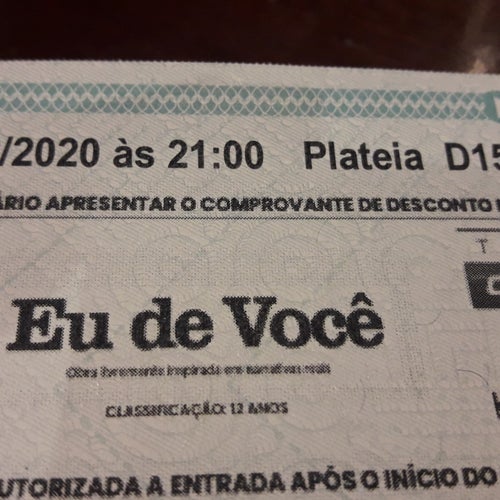 /2020 às 21:00 Plateia D15
ÁRIO APRESENTAR O COMPROVANTE DE DESCONTO
T
Eu de Você
Obra livremente inspirada em narrativas reais
CLASSIFICAÇÃO: 12 ANOS
UTORIZADA A ENTRADA APÓS O INÍCIO DO